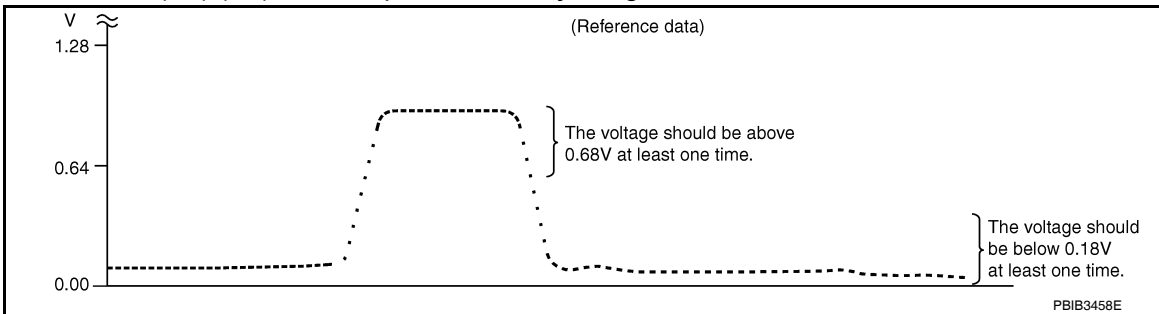 V
(Reference data)
1.28
The voltage should be above
0.68V at least one time.
0.64
The voltage should
be below 0.18V
at least one time.
0.00
PBIB3458E